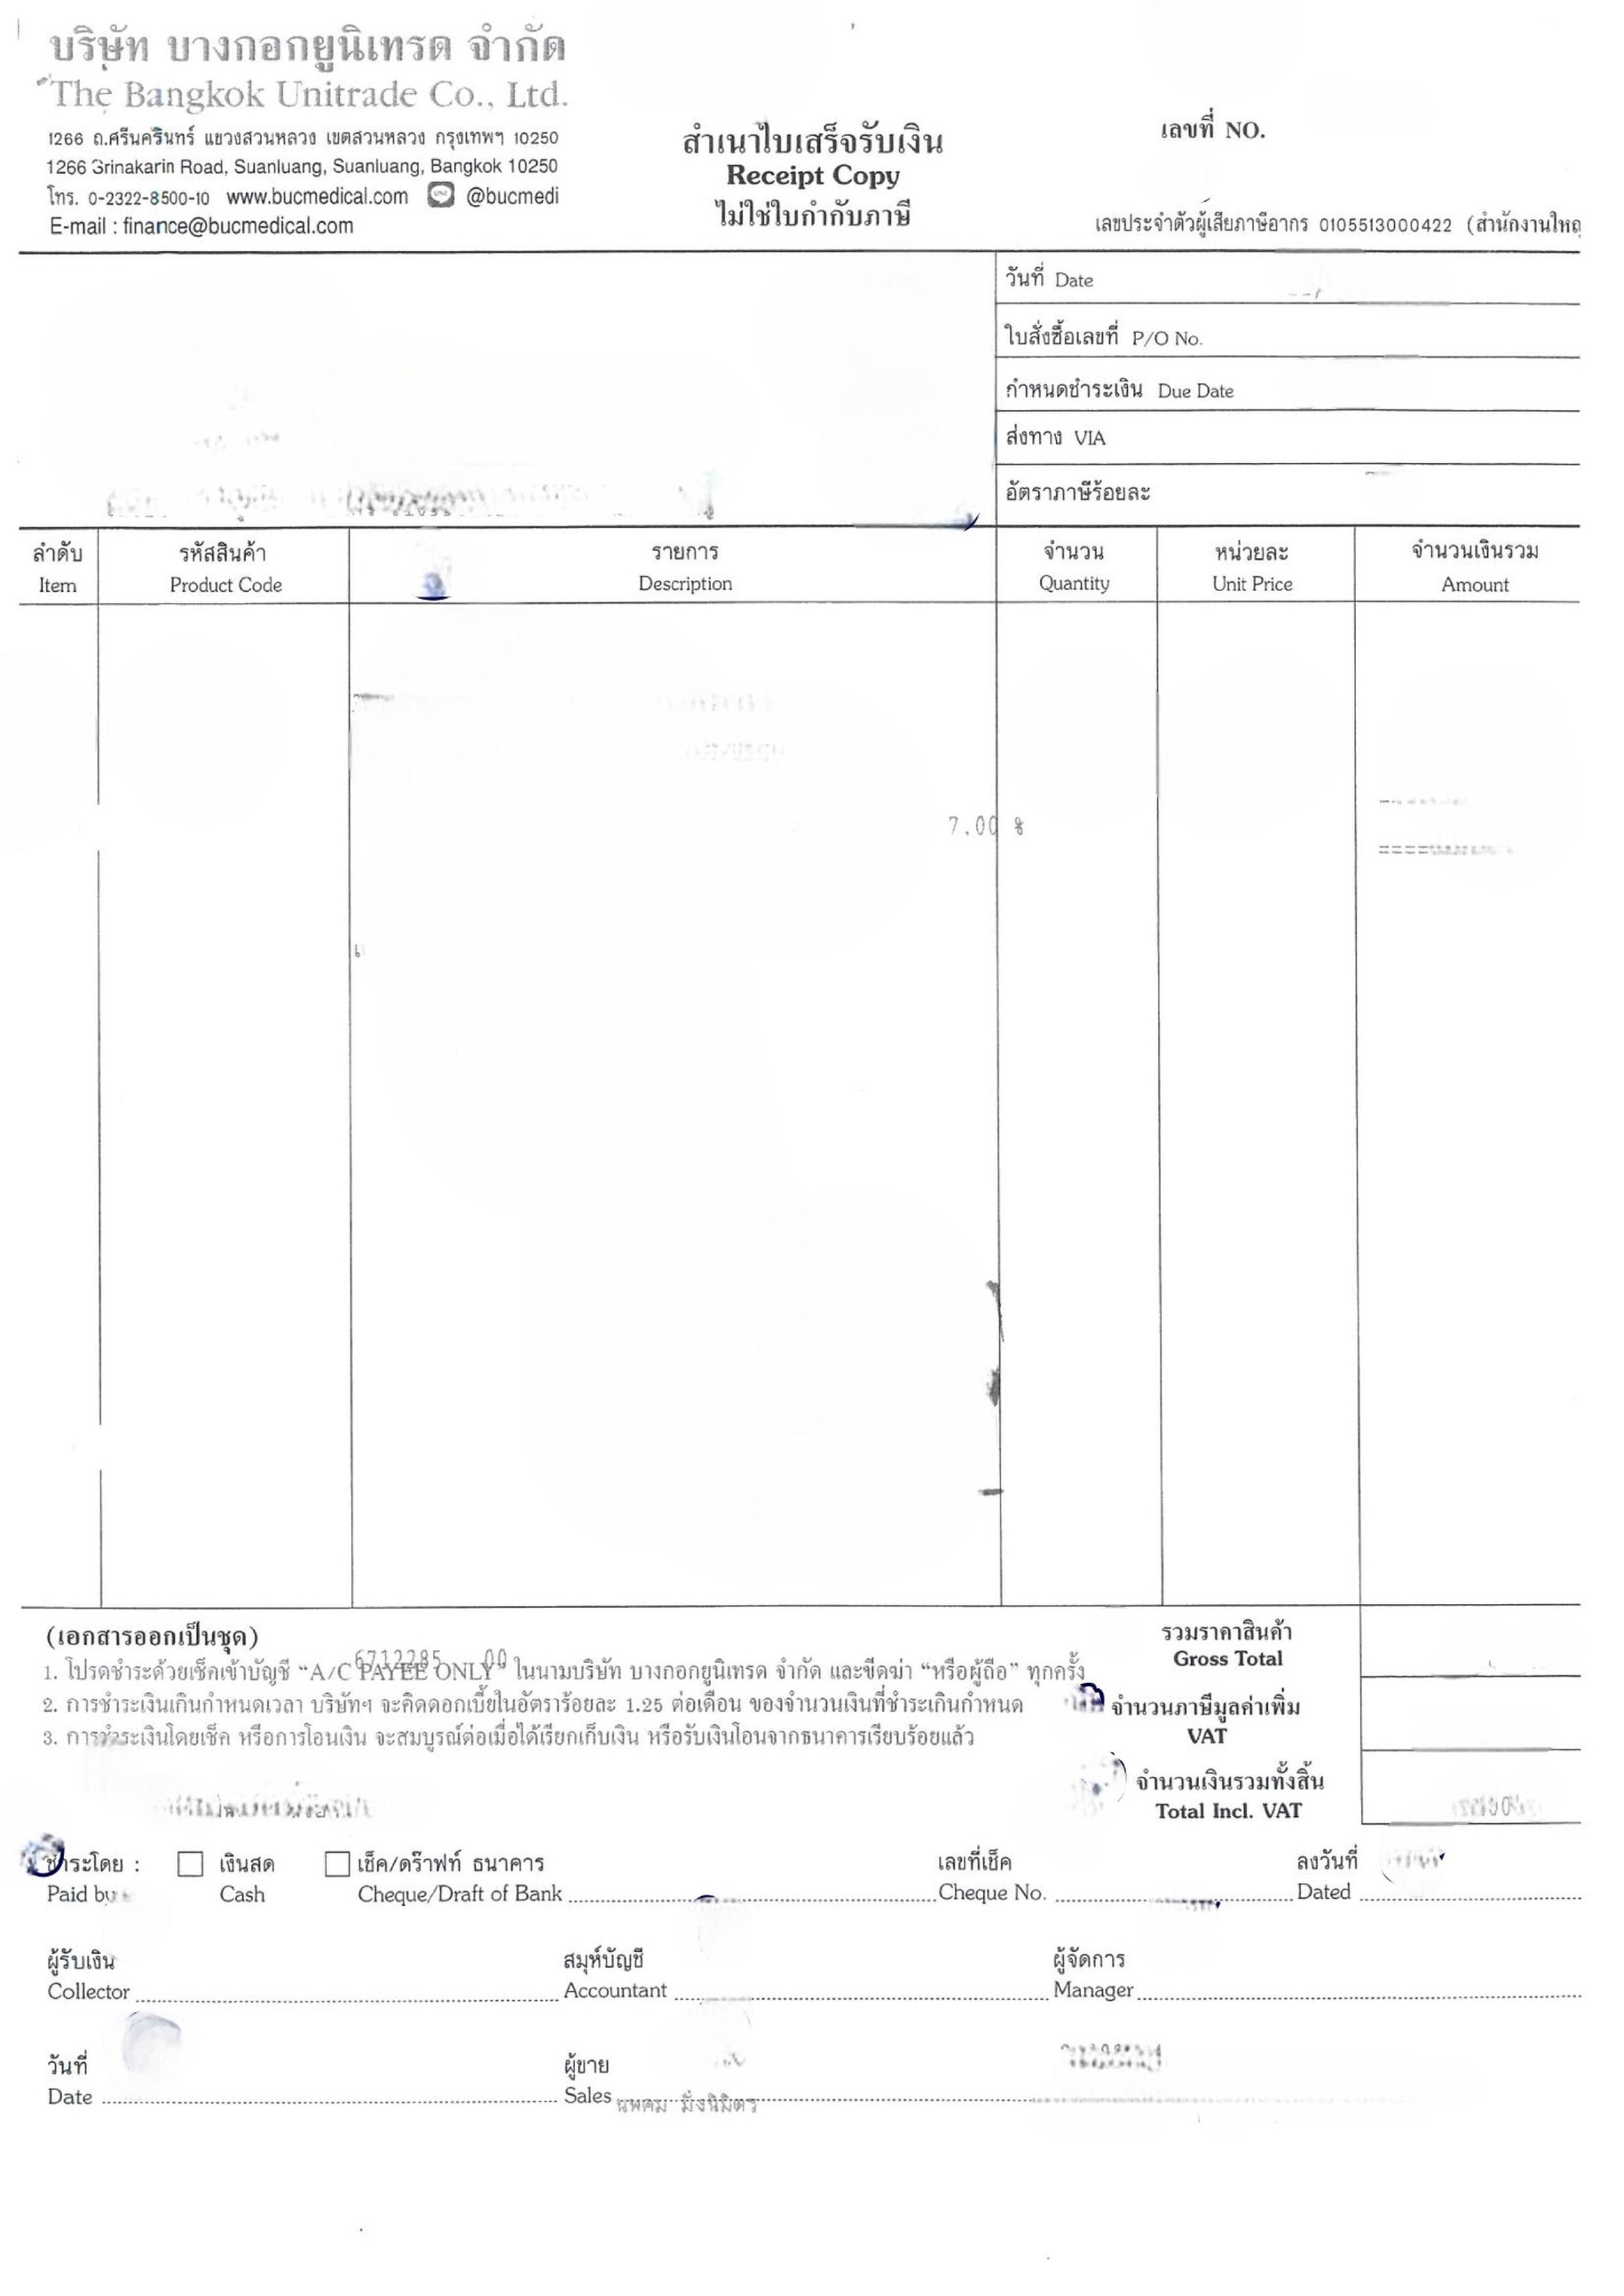 บริษัท บางกอกยูนิเทรด จำกัด
The Bangkok Unitrade Co., Ltd.
1266 ถ.ศรีนครินทร์ แขวงสวนหลวง เขตสวนหลวง กรุงเทพฯ 10250
1266 Srinakarin Road, Suanluang, Suanluang, Bangkok 10250
โทร. 0-2322-8500-10 www.bucmedical.com @bucmedi
E-mail : finance@bucmedical.com
สำเนาใบเสร็จรับเงิน
Receipt Copy
ไม่ใช่ใบกำกับภาษี
เลขที่ NO.
เลขประจำตัวผู้เสียภาษีอากร 0105513000422 (สำนักงานใหญ
วันที่ Date
ใบสั่งซื้อเลขที่ P/O No.
กำหนดชำระเงิน Due Date
ส่งทาง VIA
อัตราภาษีร้อยละ
ลำดับ รหัสสินค้า รายการ จำนวน หน่วยละ จำนวนเงินรวม
Item Product Code Description Quantity Unit Price Amount
7.00 %
(เอกสารออกเป็นชุด)
6712285 00
1. โปรดชำระด้วยเช็คเข้าบัญชี “A/C PAYEE ONLY” ในนามบริษัท บางกอกยูนิเทรด จำกัด และขีดฆ่า “หรือผู้ถือ” ทุกครั้ง
2. การชำระเงินเกินกำหนดเวลา บริษัทฯ จะคิดดอกเบี้ยในอัตราร้อยละ 1.25 ต่อเดือน ของจำนวนเงินที่ชำระเกินกำหนด
3. การชำระเงินโดยเช็ค หรือการโอนเงิน จะสมบูรณ์ต่อเมื่อได้เรียกเก็บเงิน หรือรับเงินโอนจากธนาคารเรียบร้อยแล้ว
รวมราคาสินค้า
Gross Total
จำนวนภาษีมูลค่าเพิ่ม
VAT
จำนวนเงินรวมทั้งสิ้น
Total Incl. VAT
ชำระโดย : เงินสด เช็ค/ดร๊าฟท์ ธนาคาร เลขที่เช็ค ลงวันที่
Paid by Cash Cheque/Draft of Bank Cheque No. Dated
ผู้รับเงิน สมุห์บัญชี ผู้จัดการ
Collector Accountant Manager
วันที่ ผู้ขาย
Date Sales นพคม มั่งนิมิตร